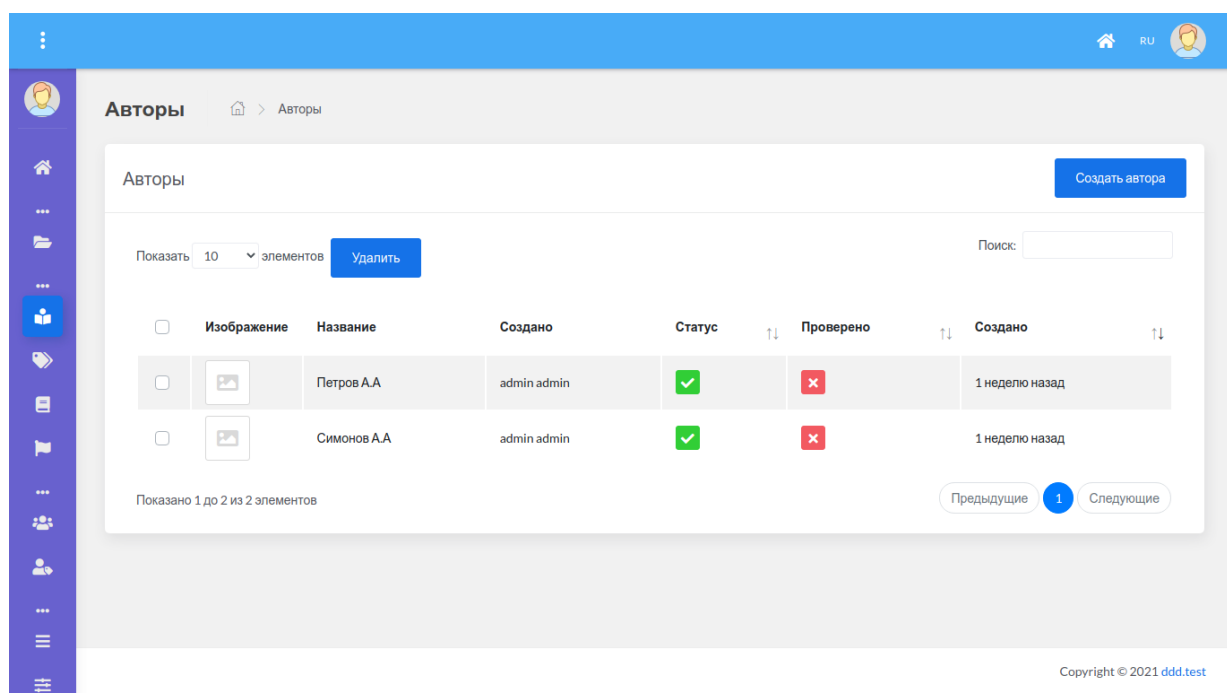 RU
Авторы Авторы
Авторы Создать автора
Показать 10 элементов Удалить Поиск:
Изображение Название Создано Статус Проверено Создано
Петров А.А admin admin 1 неделю назад
Симонов А.А admin admin 1 неделю назад
Показано 1 до 2 из 2 элементов Предыдущие 1 Следующие
Copyright © 2021 ddd.test